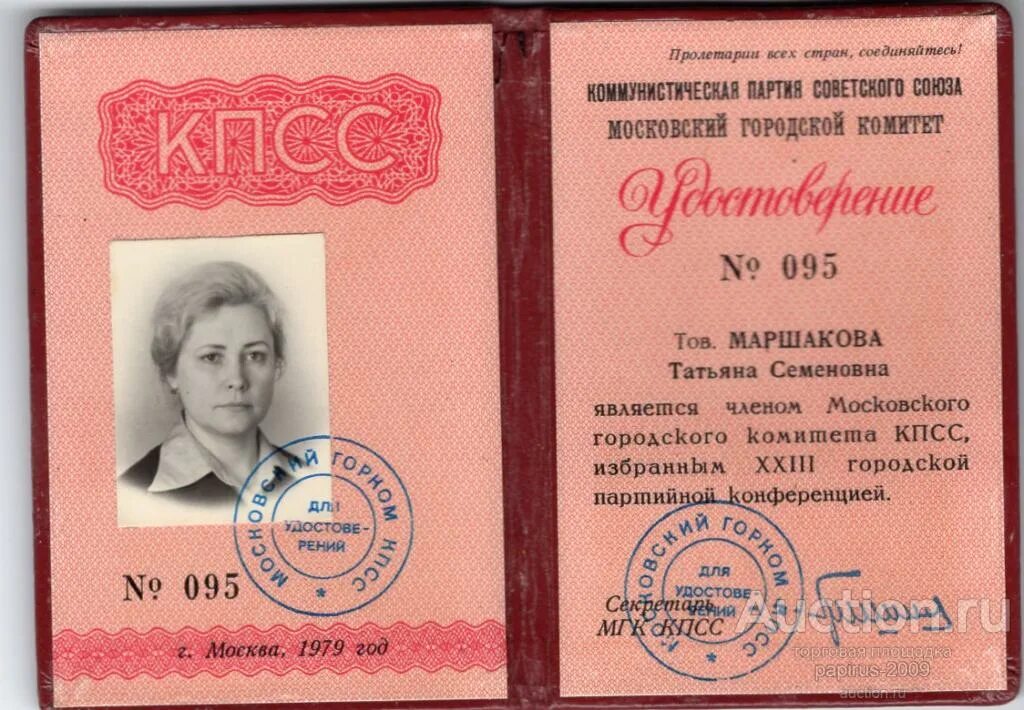 КПСС
МОСКОВСКИЙ ГОРКОМ КПСС
ДЛЯ
УДОСТОВЕ-
РЕНИЙ
№ 095
г. Москва, 1979 год
Пролетарии всех стран, соединяйтесь!
КОММУНИСТИЧЕСКАЯ ПАРТИЯ СОВЕТСКОГО СОЮЗА
МОСКОВСКИЙ ГОРОДСКОЙ КОМИТЕТ
Удостоверение
№ 095
Тов. МАРШАКОВА
Татьяна Семеновна
является членом Московского
городского комитета КПСС,
избранным XXIII городской
партийной конференцией.
МОСКОВСКИЙ ГОРКОМ КПСС
ДЛЯ
УДОСТОВЕ-
РЕНИЙ
Секретарь
МГК КПСС
Auction.ru
торговая площадка
papirus-2009
auction.ru